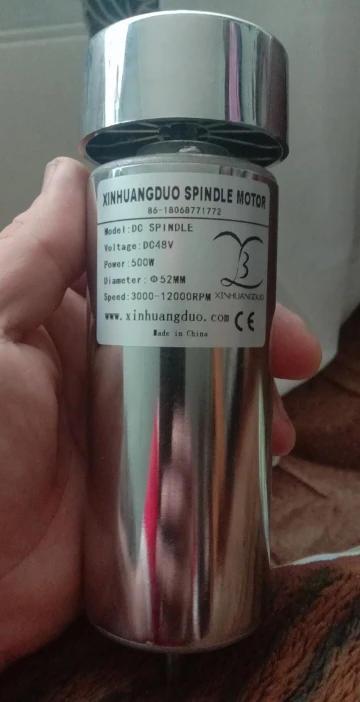 XINHUANGDUO SPINDLE MOTOR
86-18068771772
Model:DC SPINDLE
Voltage:DC48V
Power:500W
Diameter:Φ52MM
Speed:3000-12000RPM
XINHUANGDUO
www.xinhuangduo.com CE
Made in China